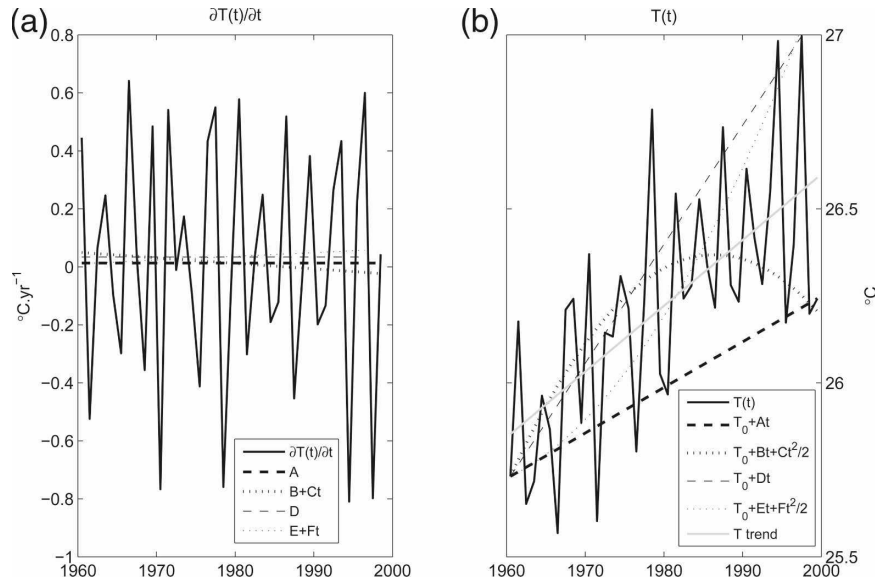 (a)
∂T(t)/∂t
0.8
0.6
0.4
0.2
0
−0.2
−0.4
−0.6
−0.8
−1
°C.yr⁻¹
1960 1970 1980 1990 2000
∂T(t)/∂t
A
B+Ct
D
E+Ft
(b)
T(t)
27
26.5
26
25.5
°C
1960 1970 1980 1990 2000
T(t)
T₀+At
T₀+Bt+Ct²/2
T₀+Dt
T₀+Et+Ft²/2
T trend